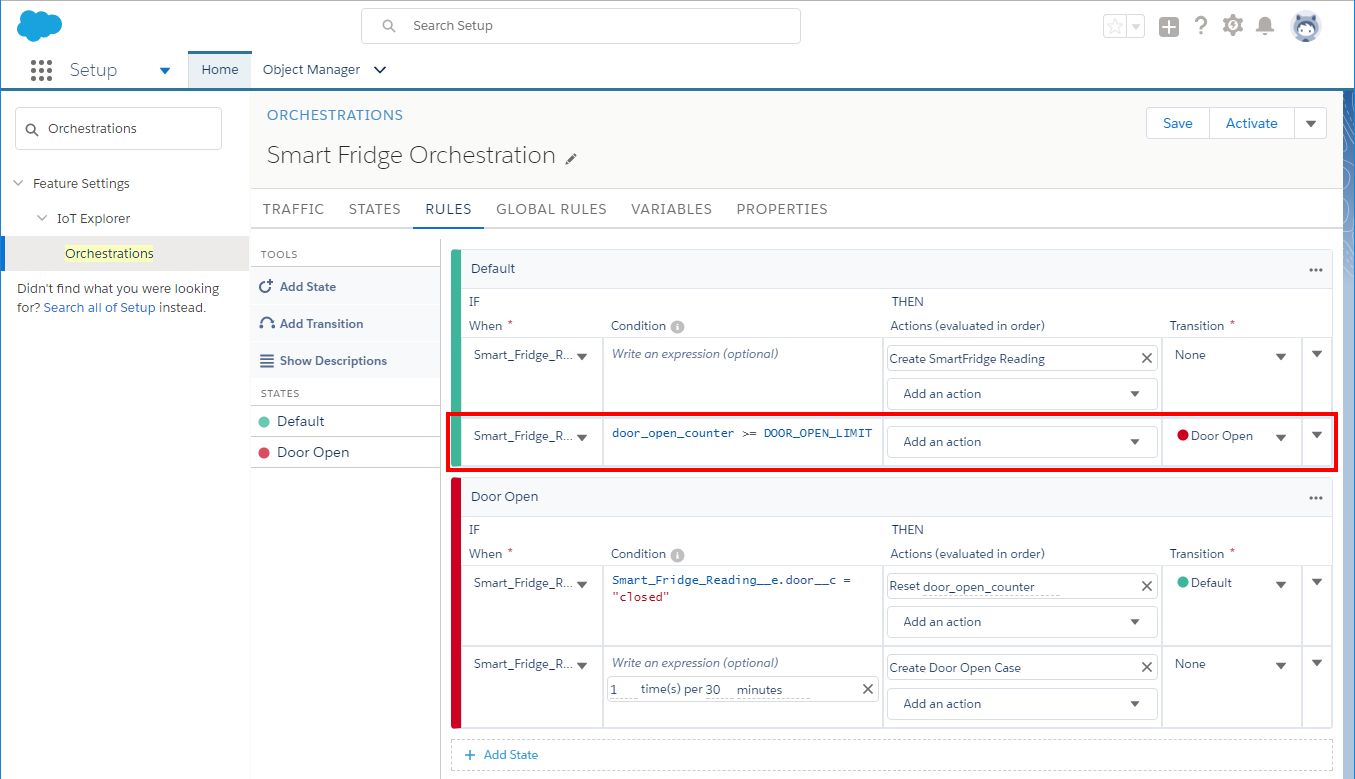 Search Setup
Setup
Home
Object Manager
Orchestrations
Feature Settings
IoT Explorer
Orchestrations
Didn't find what you were looking
for? Search all of Setup instead.
ORCHESTRATIONS
Smart Fridge Orchestration
Save
Activate
TRAFFIC
STATES
RULES
GLOBAL RULES
VARIABLES
PROPERTIES
TOOLS
Add State
Add Transition
Show Descriptions
STATES
Default
Door Open
Default
IF
THEN
When *
Condition
Actions (evaluated in order)
Transition *
Smart_Fridge_R...
Write an expression (optional)
Create SmartFridge Reading
None
Add an action
Smart_Fridge_R...
door_open_counter >= DOOR_OPEN_LIMIT
Add an action
Door Open
Door Open
IF
THEN
When *
Condition
Actions (evaluated in order)
Transition *
Smart_Fridge_R...
Smart_Fridge_Reading__e.door__c =
"closed"
Reset door_open_counter
Default
Add an action
Smart_Fridge_R...
Write an expression (optional)
1 time(s) per 30 minutes
Create Door Open Case
None
Add an action
+ Add State